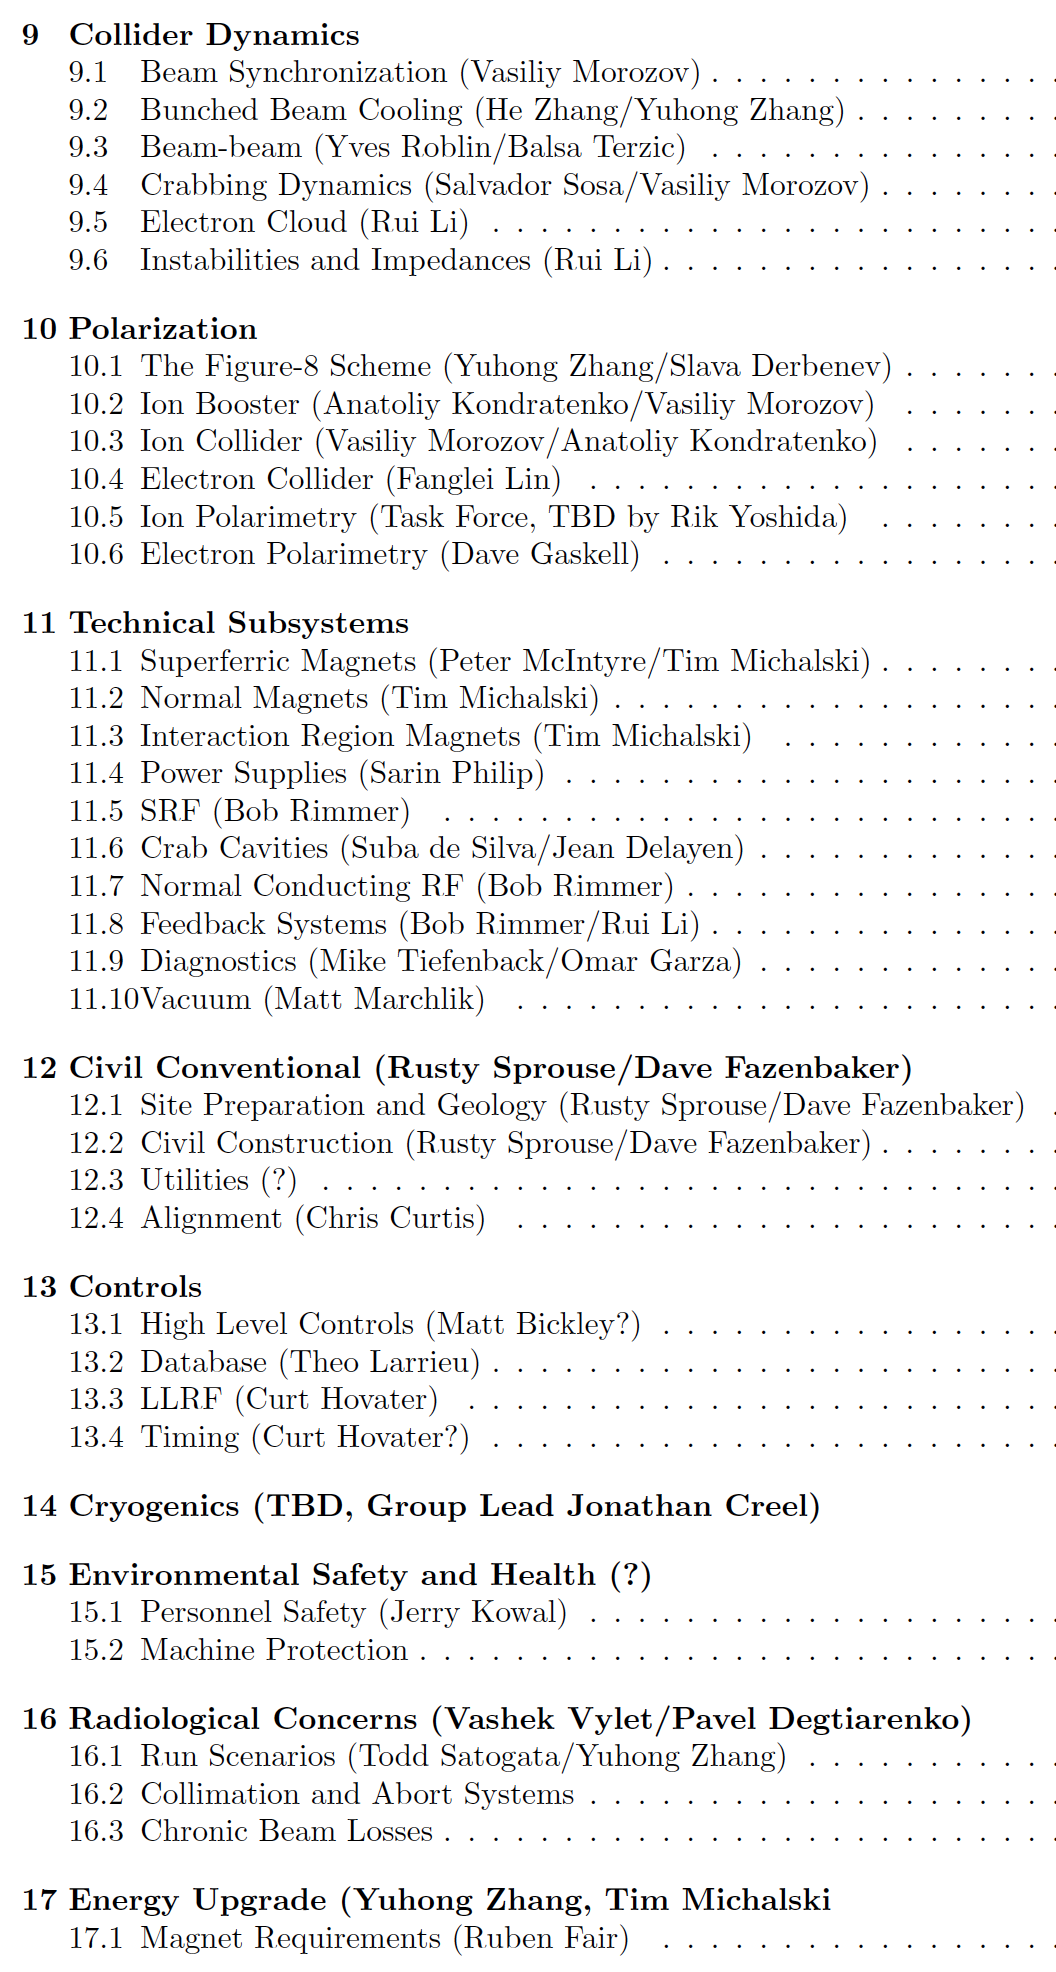 9 Collider Dynamics
9.1 Beam Synchronization (Vasiliy Morozov) . . . . . . . . . . . . . . .
9.2 Bunched Beam Cooling (He Zhang/Yuhong Zhang) . . . . . . . . .
9.3 Beam-beam (Yves Roblin/Balsa Terzic) . . . . . . . . . . . . . . .
9.4 Crabbing Dynamics (Salvador Sosa/Vasiliy Morozov) . . . . . . . .
9.5 Electron Cloud (Rui Li) . . . . . . . . . . . . . . . . . . . . . . . .
9.6 Instabilities and Impedances (Rui Li) . . . . . . . . . . . . . . . . .
10 Polarization
10.1 The Figure-8 Scheme (Yuhong Zhang/Slava Derbenev) . . . . . . .
10.2 Ion Booster (Anatoliy Kondratenko/Vasiliy Morozov) . . . . . . .
10.3 Ion Collider (Vasiliy Morozov/Anatoliy Kondratenko) . . . . . . .
10.4 Electron Collider (Fanglei Lin) . . . . . . . . . . . . . . . . . . . .
10.5 Ion Polarimetry (Task Force, TBD by Rik Yoshida) . . . . . . . .
10.6 Electron Polarimetry (Dave Gaskell) . . . . . . . . . . . . . . . . .
11 Technical Subsystems
11.1 Superferric Magnets (Peter McIntyre/Tim Michalski) . . . . . . . .
11.2 Normal Magnets (Tim Michalski) . . . . . . . . . . . . . . . . . . .
11.3 Interaction Region Magnets (Tim Michalski) . . . . . . . . . . . .
11.4 Power Supplies (Sarin Philip) . . . . . . . . . . . . . . . . . . . . .
11.5 SRF (Bob Rimmer) . . . . . . . . . . . . . . . . . . . . . . . . . .
11.6 Crab Cavities (Suba de Silva/Jean Delayen) . . . . . . . . . . . . .
11.7 Normal Conducting RF (Bob Rimmer) . . . . . . . . . . . . . . . .
11.8 Feedback Systems (Bob Rimmer/Rui Li) . . . . . . . . . . . . . . .
11.9 Diagnostics (Mike Tiefenback/Omar Garza) . . . . . . . . . . . . .
11.10Vacuum (Matt Marchlik) . . . . . . . . . . . . . . . . . . . . . . .
12 Civil Conventional (Rusty Sprouse/Dave Fazenbaker)
12.1 Site Preparation and Geology (Rusty Sprouse/Dave Fazenbaker) .
12.2 Civil Construction (Rusty Sprouse/Dave Fazenbaker) . . . . . . . .
12.3 Utilities (?) . . . . . . . . . . . . . . . . . . . . . . . . . . . . . . .
12.4 Alignment (Chris Curtis) . . . . . . . . . . . . . . . . . . . . . . .
13 Controls
13.1 High Level Controls (Matt Bickley?) . . . . . . . . . . . . . . . . .
13.2 Database (Theo Larrieu) . . . . . . . . . . . . . . . . . . . . . . . .
13.3 LLRF (Curt Hovater) . . . . . . . . . . . . . . . . . . . . . . . . .
13.4 Timing (Curt Hovater?) . . . . . . . . . . . . . . . . . . . . . . . .
14 Cryogenics (TBD, Group Lead Jonathan Creel)
15 Environmental Safety and Health (?)
15.1 Personnel Safety (Jerry Kowal) . . . . . . . . . . . . . . . . . . . .
15.2 Machine Protection . . . . . . . . . . . . . . . . . . . . . . . . . . .
16 Radiological Concerns (Vashek Vylet/Pavel Degtiarenko)
16.1 Run Scenarios (Todd Satogata/Yuhong Zhang) . . . . . . . . . . .
16.2 Collimation and Abort Systems . . . . . . . . . . . . . . . . . . . .
16.3 Chronic Beam Losses . . . . . . . . . . . . . . . . . . . . . . . . . .
17 Energy Upgrade (Yuhong Zhang, Tim Michalski
17.1 Magnet Requirements (Ruben Fair) . . . . . . . . . . . . . . . . .